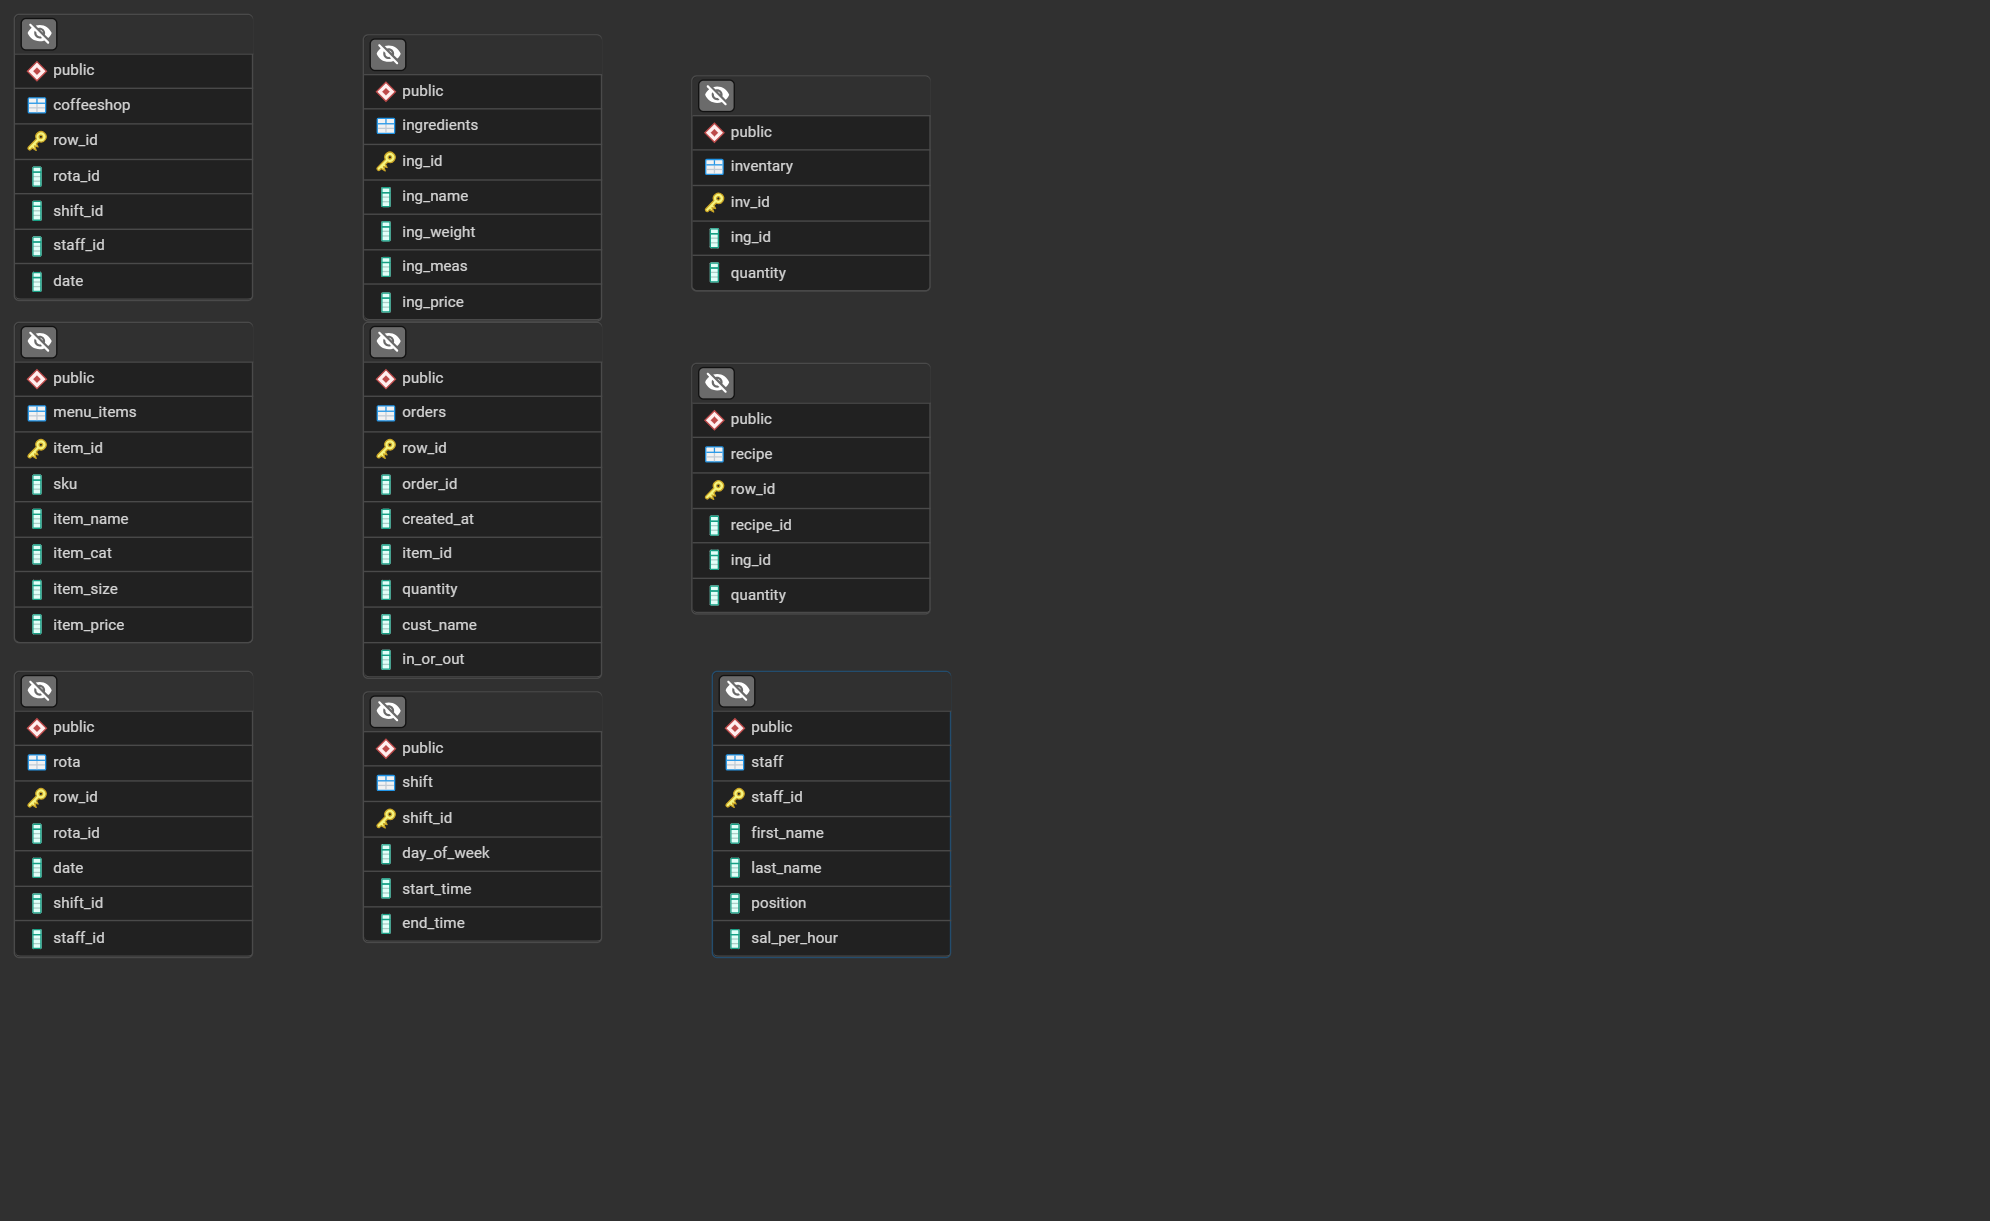 public
coffeeshop
row_id
rota_id
shift_id
staff_id
date
public
ingredients
ing_id
ing_name
ing_weight
ing_meas
ing_price
public
inventary
inv_id
ing_id
quantity
public
menu_items
item_id
sku
item_name
item_cat
item_size
item_price
public
orders
row_id
order_id
created_at
item_id
quantity
cust_name
in_or_out
public
recipe
row_id
recipe_id
ing_id
quantity
public
rota
row_id
rota_id
date
shift_id
staff_id
public
shift
shift_id
day_of_week
start_time
end_time
public
staff
staff_id
first_name
last_name
position
sal_per_hour